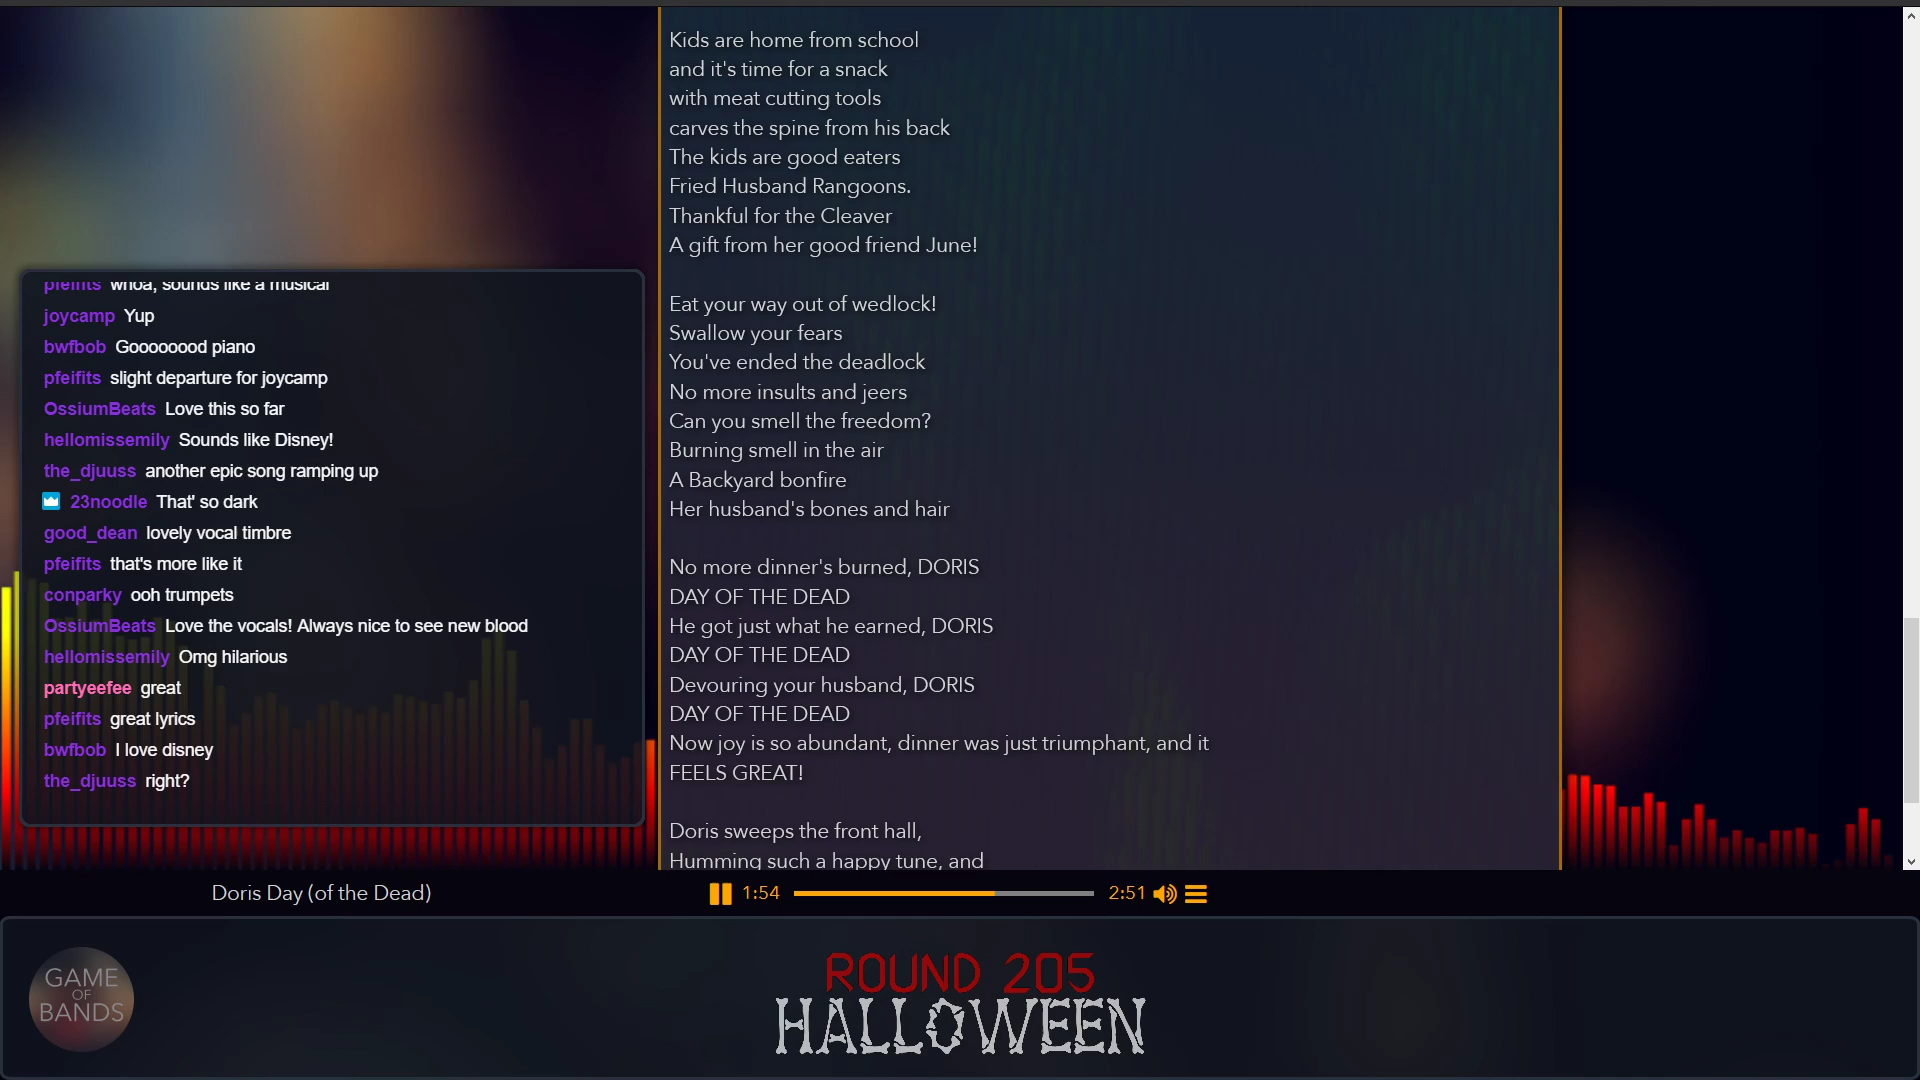 Kids are home from school
and it's time for a snack
with meat cutting tools
carves the spine from his back
The kids are good eaters
Fried Husband Rangoons.
Thankful for the Cleaver
A gift from her good friend June!
Eat your way out of wedlock!
Swallow your fears
You've ended the deadlock
No more insults and jeers
Can you smell the freedom?
Burning smell in the air
A Backyard bonfire
Her husband's bones and hair
No more dinner's burned, DORIS
DAY OF THE DEAD
He got just what he earned, DORIS
DAY OF THE DEAD
Devouring your husband, DORIS
DAY OF THE DEAD
Now joy is so abundant, dinner was just triumphant, and it
FEELS GREAT!
Doris sweeps the front hall,
Humming such a happy tune, and
pfeifits whoa, sounds like a musical
joycamp Yup
bwfbob Goooooood piano
pfeifits slight departure for joycamp
OssiumBeats Love this so far
hellomissemily Sounds like Disney!
the_djuuss another epic song ramping up
23noodle That' so dark
good_dean lovely vocal timbre
pfeifits that's more like it
conparky ooh trumpets
OssiumBeats Love the vocals! Always nice to see new blood
hellomissemily Omg hilarious
partyeefee great
pfeifits great lyrics
bwfbob I love disney
the_djuuss right?
Doris Day (of the Dead)
1:54
2:51
GAME
OF
BANDS
ROUND 205
HALLOWEEN